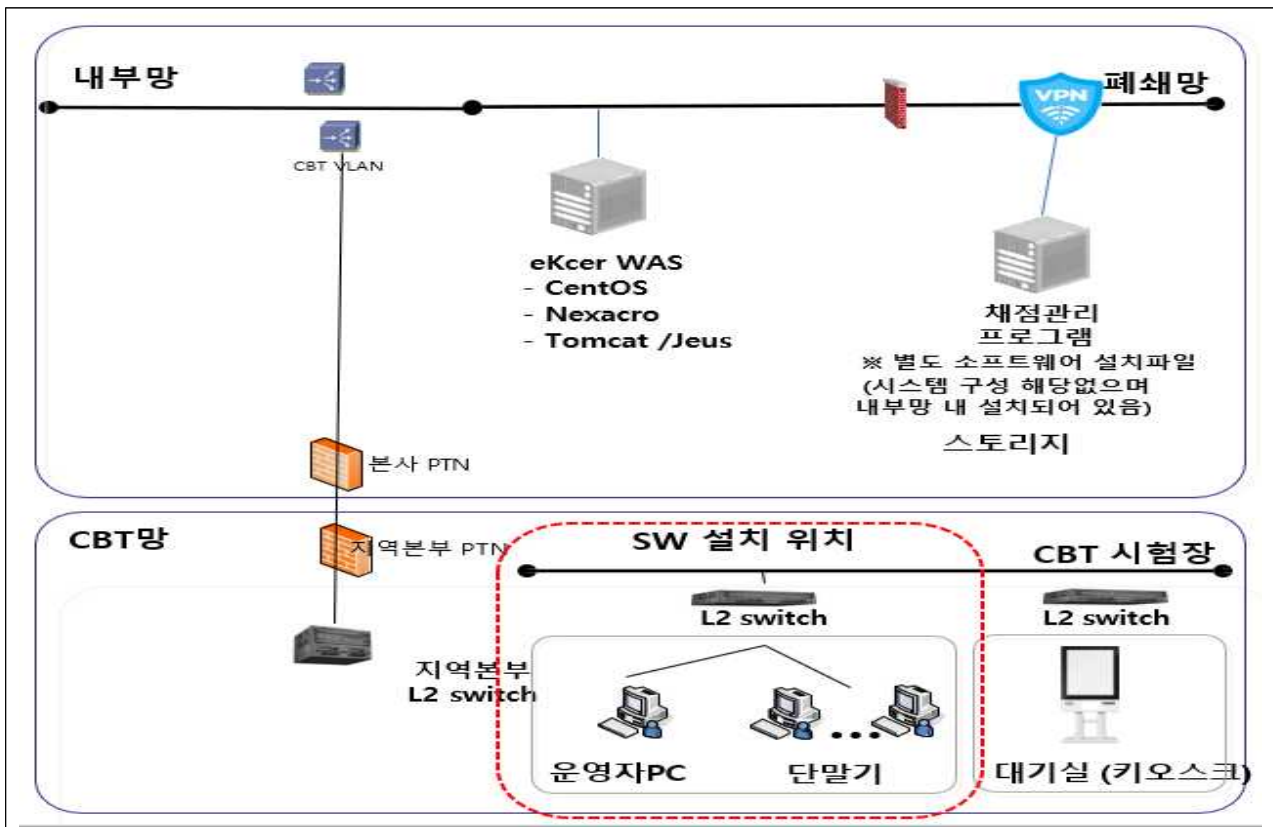 내부망
VPN
폐쇄망
CBT VLAN
eKcer WAS
- CentOS
- Nexacro
- Tomcat /Jeus
채점관리
프로그램
※ 별도 소프트웨어 설치파일
(시스템 구성 해당없으며
내부망 내 설치되어 있음)
스토리지
본사 PTN
CBT망
지역본부 PTN
SW 설치 위치
CBT 시험장
L2 switch
L2 switch
지역본부
L2 switch
운영자PC
단말기
대기실 (키오스크)